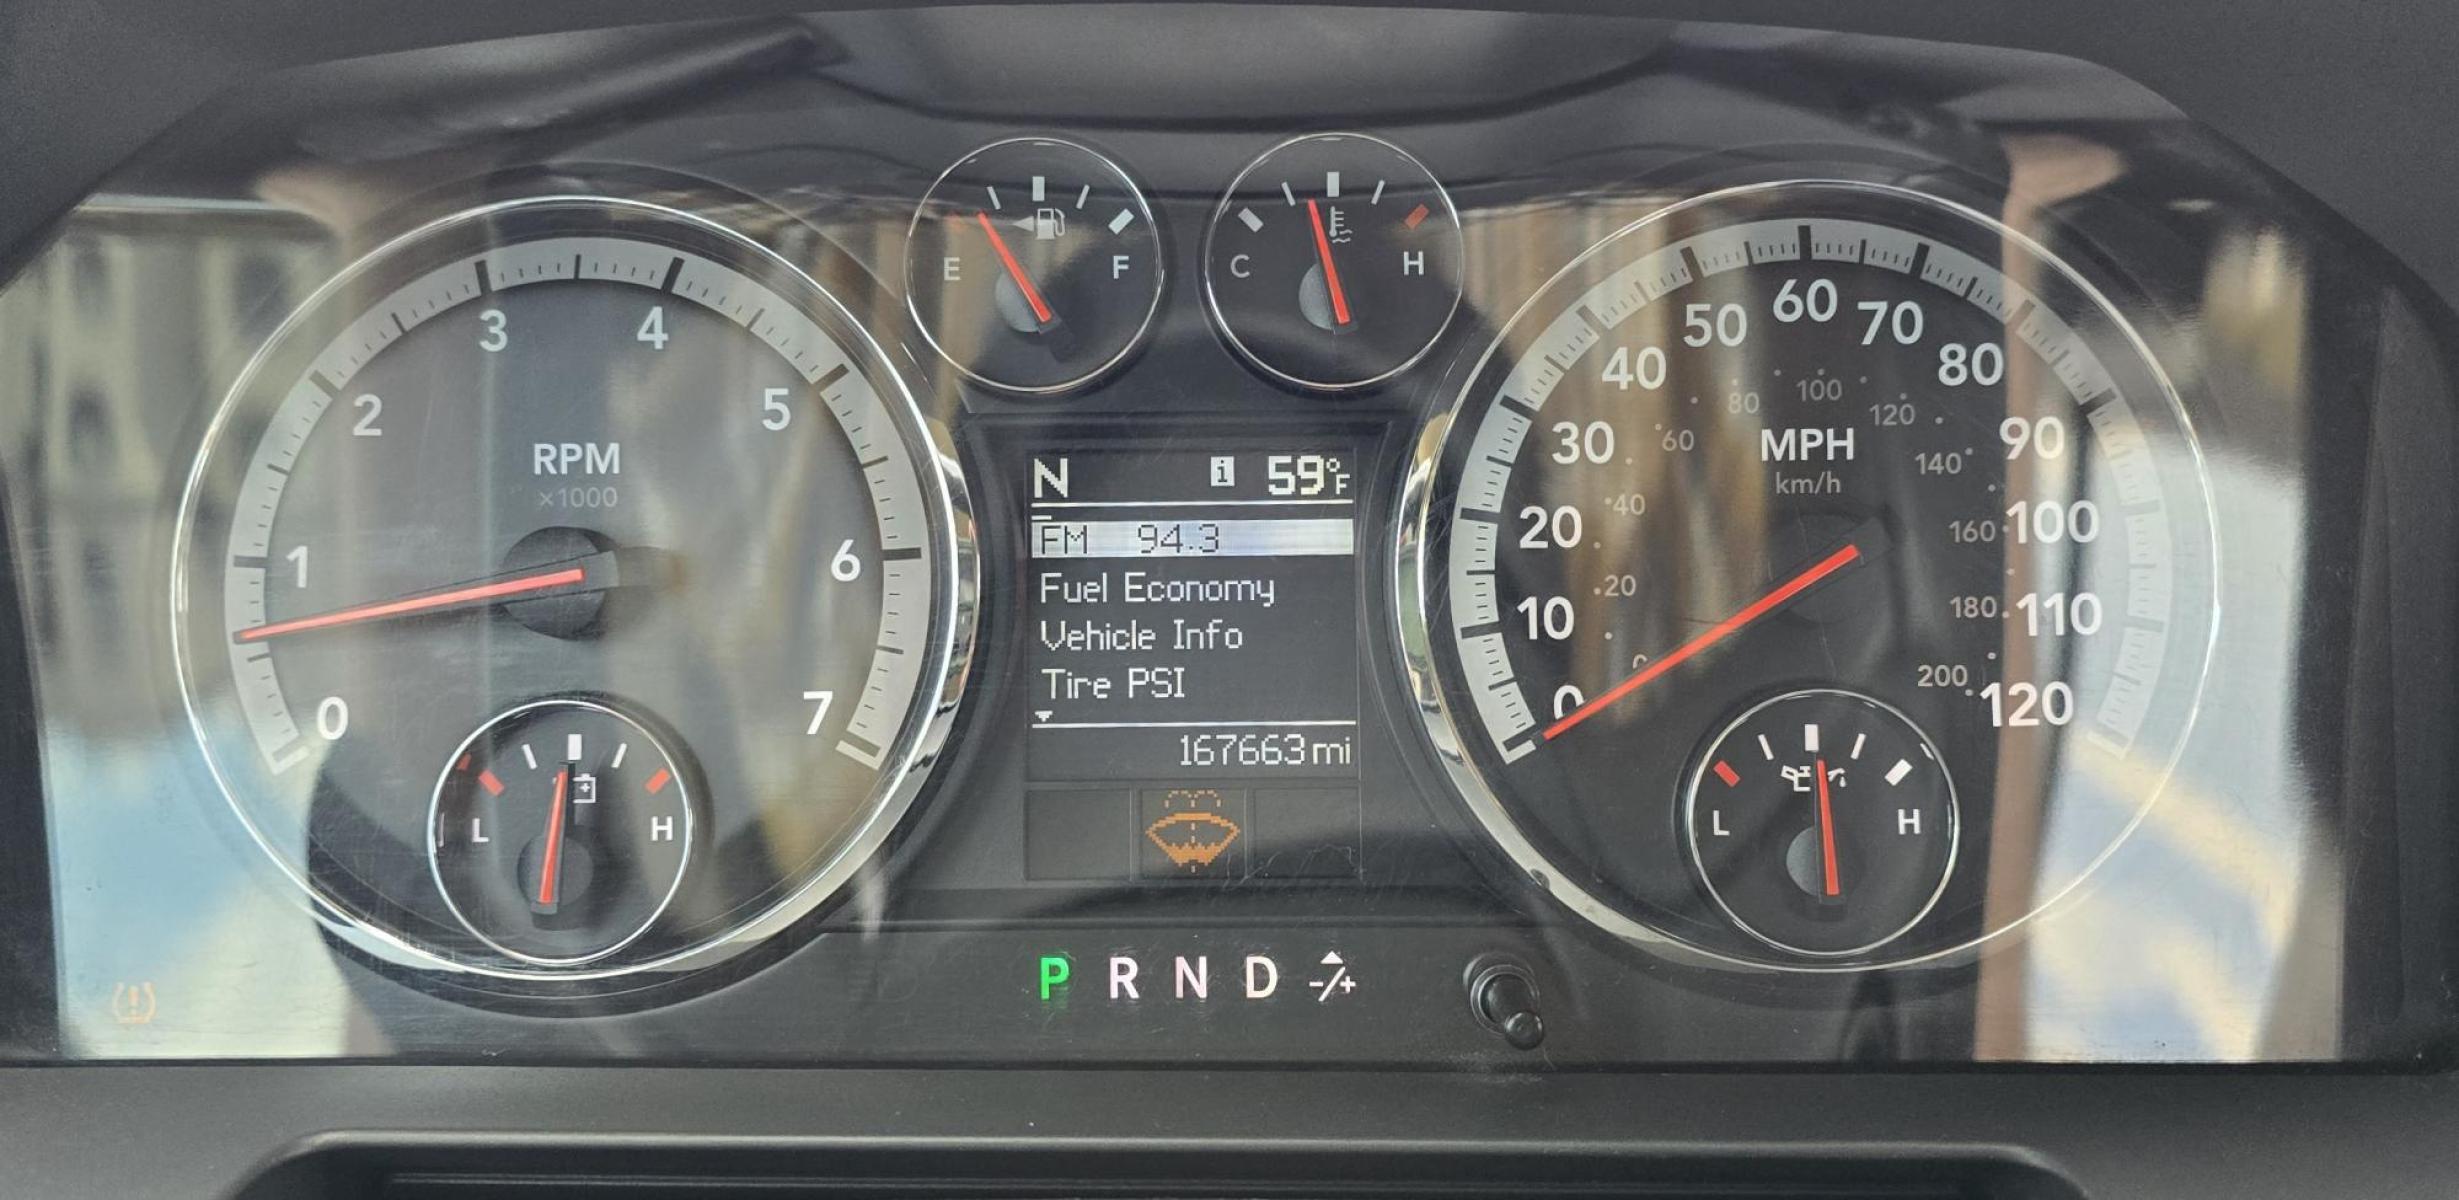 RPM
×1000
0
1
2
3
4
5
6
7
L
H
E
F
C
H
N
i
59°F
FM 94.3
Fuel Economy
Vehicle Info
Tire PSI
167663 mi
P R N D -/+
MPH
km/h
0
10
20
30
40
50
60
70
80
90
100
110
120
0
20
40
60
80
100
120
140
160
180
200
L
H